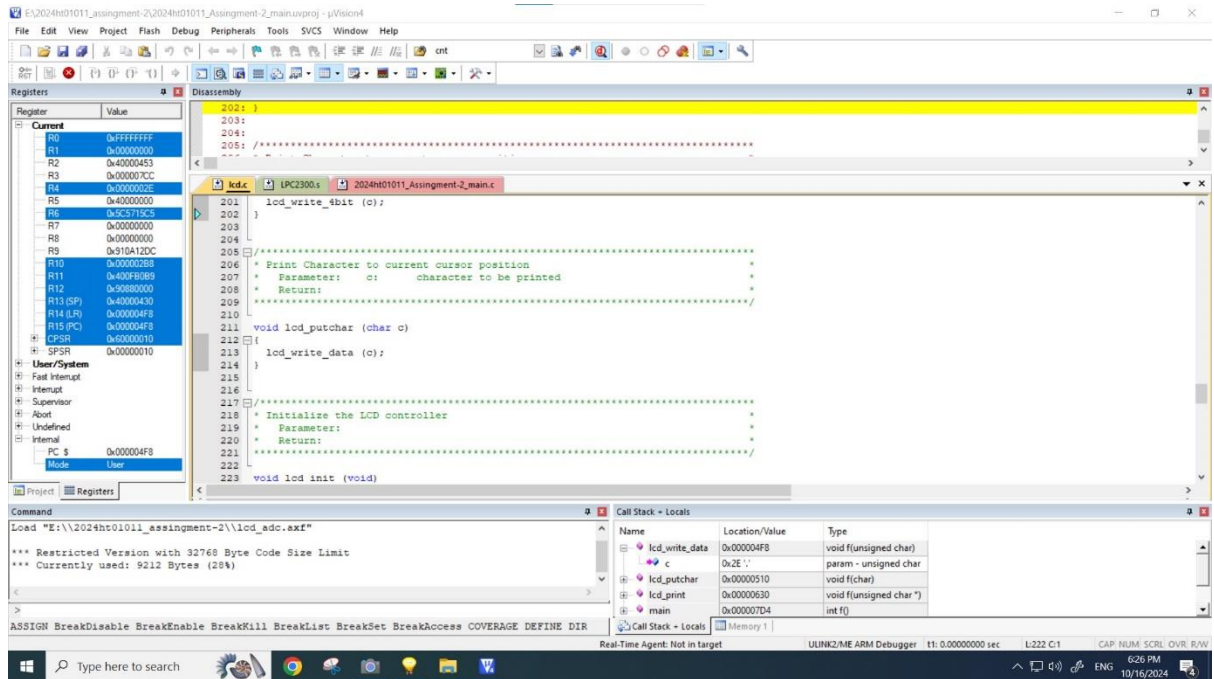 E:\2024ht01011_assingment-2\2024ht01011_Assingment-2_main.uvproj - µVision4
File Edit View Project Flash Debug Peripherals Tools SVCS Window Help
cnt
RST
Registers
Register Value
Current
R0 0xFFFFFFFF
R1 0x00000000
R2 0x40000453
R3 0x000007CC
R4 0x0000002E
R5 0x40000000
R6 0x5C5715C5
R7 0x00000000
R8 0x00000000
R9 0x910A12DC
R10 0x000002B8
R11 0x400FB0B9
R12 0x90880000
R13 (SP) 0x40000430
R14 (LR) 0x000004F8
R15 (PC) 0x000004F8
CPSR 0x60000010
SPSR 0x00000010
User/System
Fast Interrupt
Interrupt
Supervisor
Abort
Undefined
Internal
PC $ 0x000004F8
Mode User
Project Registers
Disassembly
202: }
203:
204:
205: /*******************************************************************************
lcd.c LPC2300.s 2024ht01011_Assingment-2_main.c
201 lcd_write_4bit (c);
202 }
203
204
205 /*******************************************************************************
206 * Print Character to current cursor position *
207 * Parameter: c: character to be printed *
208 * Return: *
209 *******************************************************************************/
210
211 void lcd_putchar (char c)
212 {
213 lcd_write_data (c);
214 }
215
216
217 /*******************************************************************************
218 * Initialize the LCD controller *
219 * Parameter: *
220 * Return: *
221 *******************************************************************************/
222
223 void lcd_init (void)
Command
Load "E:\\2024ht01011_assingment-2\\lcd_adc.axf"
*** Restricted Version with 32768 Byte Code Size Limit
*** Currently used: 9212 Bytes (28%)
>
ASSIGN BreakDisable BreakEnable BreakKill BreakList BreakSet BreakAccess COVERAGE DEFINE DIR
Call Stack + Locals
Name Location/Value Type
lcd_write_data 0x000004F8 void f(unsigned char)
c 0x2E '.' param - unsigned char
lcd_putchar 0x00000510 void f(char)
lcd_print 0x00000630 void f(unsigned char *)
main 0x000007D4 int f()
Call Stack + Locals Memory 1
Real-Time Agent: Not in target ULINK2/ME ARM Debugger t1: 0.00000000 sec L:222 C:1 CAP NUM SCRL OVR R/W
Type here to search
ENG
6:26 PM
10/16/2024
4